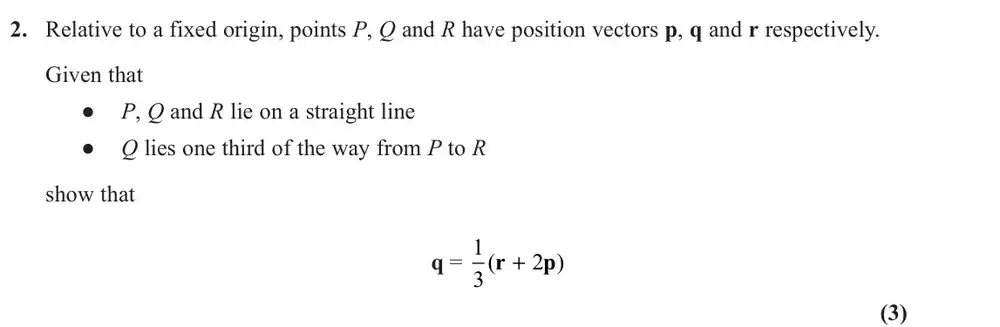 2. Relative to a fixed origin, points P, Q and R have position vectors p, q and r respectively.
Given that
• P, Q and R lie on a straight line
• Q lies one third of the way from P to R
show that
q = 1/3 (r + 2p)
(3)